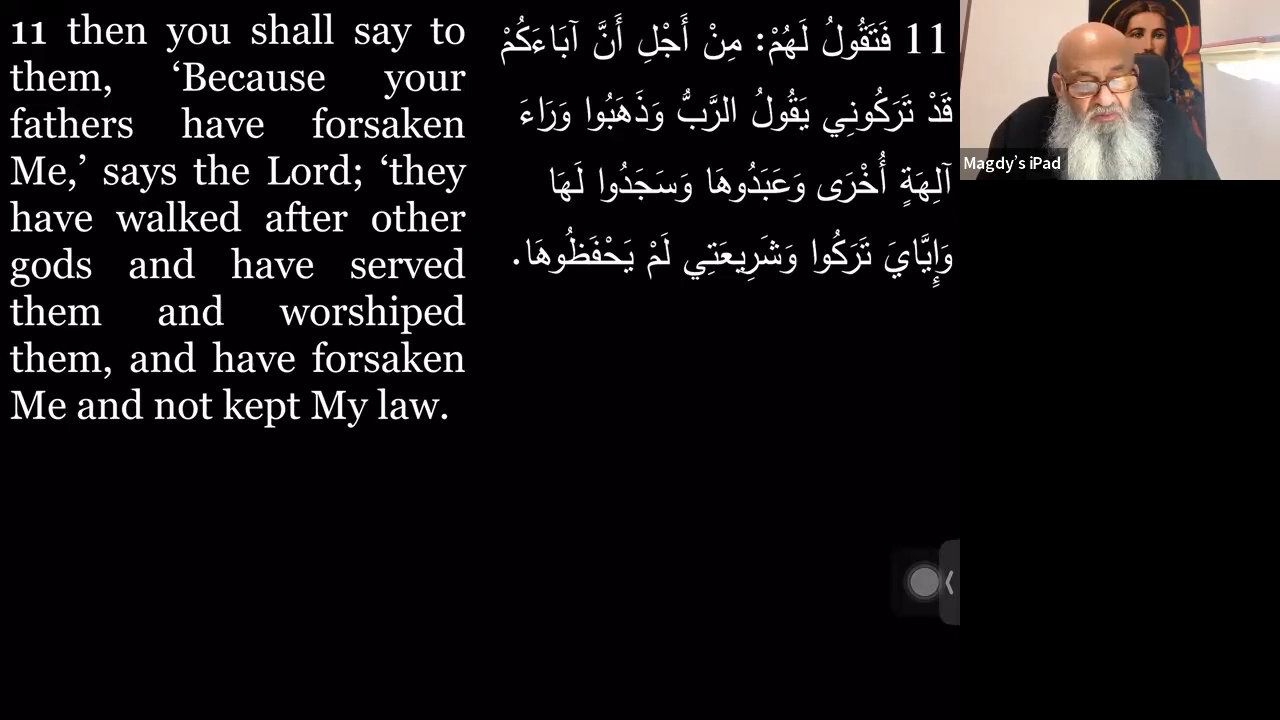 11 then you shall say to
them, ‘Because your
fathers have forsaken
Me,’ says the Lord; ‘they
have walked after other
gods and have served
them and worshiped
them, and have forsaken
Me and not kept My law.
11 فَتَقُولُ لَهُمْ: مِنْ أَجْلِ أَنَّ آبَاءَكُمْ
قَدْ تَرَكُونِي يَقُولُ الرَّبُّ وَذَهَبُوا وَرَاءَ
آلِهَةٍ أُخْرَى وَعَبَدُوهَا وَسَجَدُوا لَهَا
وَإِيَّايَ تَرَكُوا وَشَرِيعَتِي لَمْ يَحْفَظُوهَا.
Magdy’s iPad